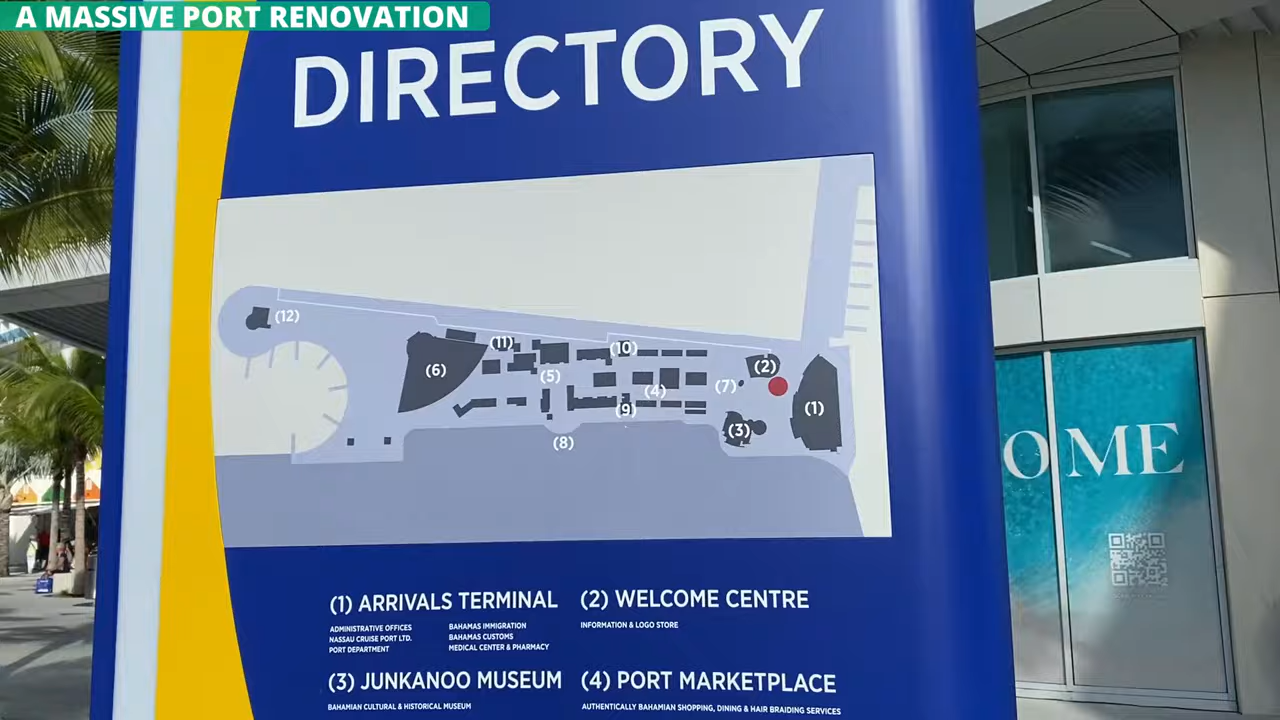 A MASSIVE PORT RENOVATION
DIRECTORY
(12)
(11)
(10)
(6)
(5)
(2)
(7)
(4)
(9)
(1)
(3)
(8)
OME
(1) ARRIVALS TERMINAL
ADMINISTRATIVE OFFICES
NASSAU CRUISE PORT LTD.
PORT DEPARTMENT
BAHAMAS IMMIGRATION
BAHAMAS CUSTOMS
MEDICAL CENTER & PHARMACY
(2) WELCOME CENTRE
INFORMATION & LOGO STORE
(3) JUNKANOO MUSEUM
BAHAMIAN CULTURAL & HISTORICAL MUSEUM
(4) PORT MARKETPLACE
AUTHENTICALLY BAHAMIAN SHOPPING, DINING & HAIR BRAIDING SERVICES